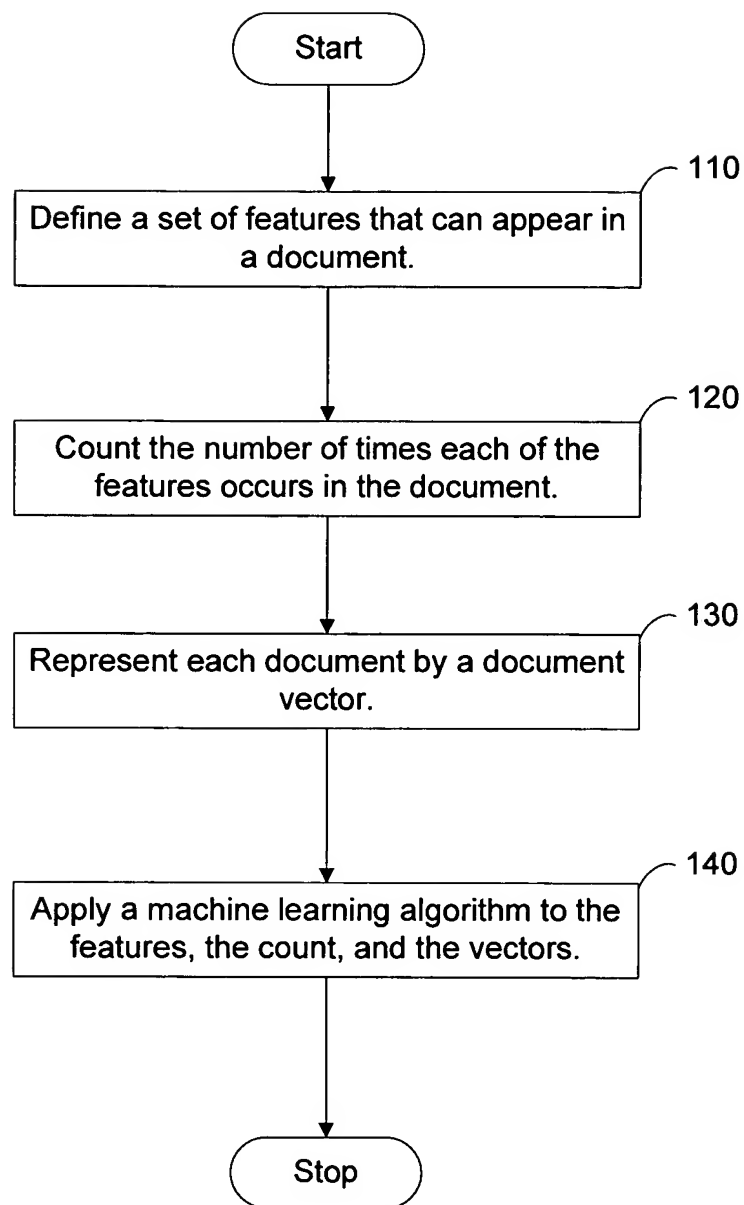 Start
110
Define a set of features that can appear in
a document.
120
Count the number of times each of the
features occurs in the document.
130
Represent each document by a document
vector.
140
Apply a machine learning algorithm to the
features, the count, and the vectors.
Stop